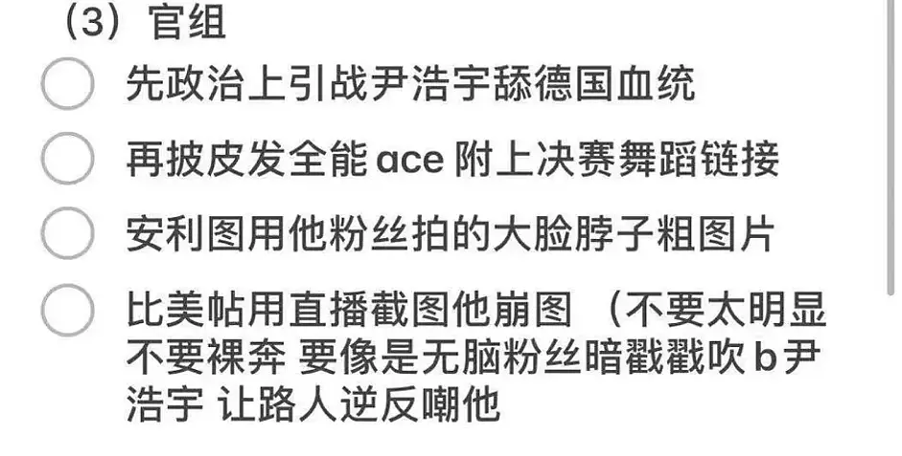 （3）官组
先政治上引战尹浩宇舔德国血统
再披皮发全能ace 附上决赛舞蹈链接
安利图用他粉丝拍的大脸脖子粗图片
比美帖用直播截图他崩图 （不要太明显
不要裸奔 要像是无脑粉丝暗戳戳吹b尹
浩宇 让路人逆反嘲他